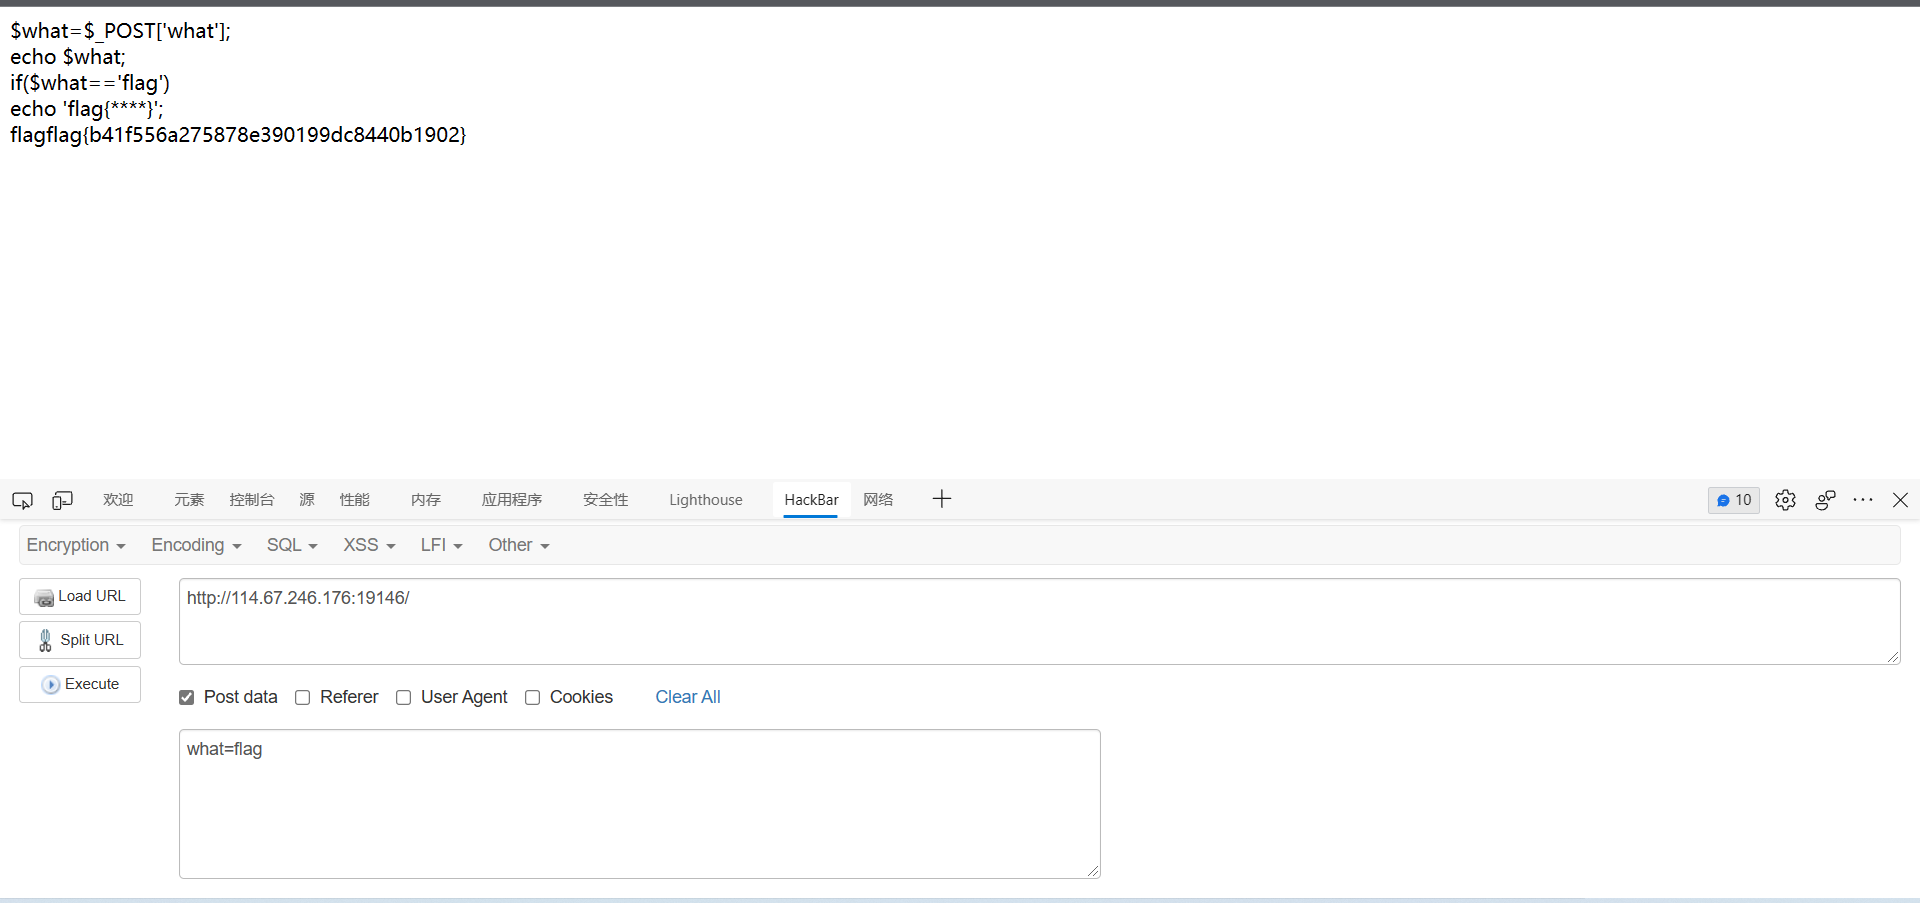 $what=$_POST['what'];
echo $what;
if($what=='flag')
echo 'flag{****}';
flagflag{b41f556a275878e390199dc8440b1902}
欢迎 元素 控制台 源 性能 内存 应用程序 安全性 Lighthouse HackBar 网络 10
Encryption Encoding SQL XSS LFI Other
Load URL
http://114.67.246.176:19146/
Split URL
Execute
Post data Referer User Agent Cookies Clear All
what=flag